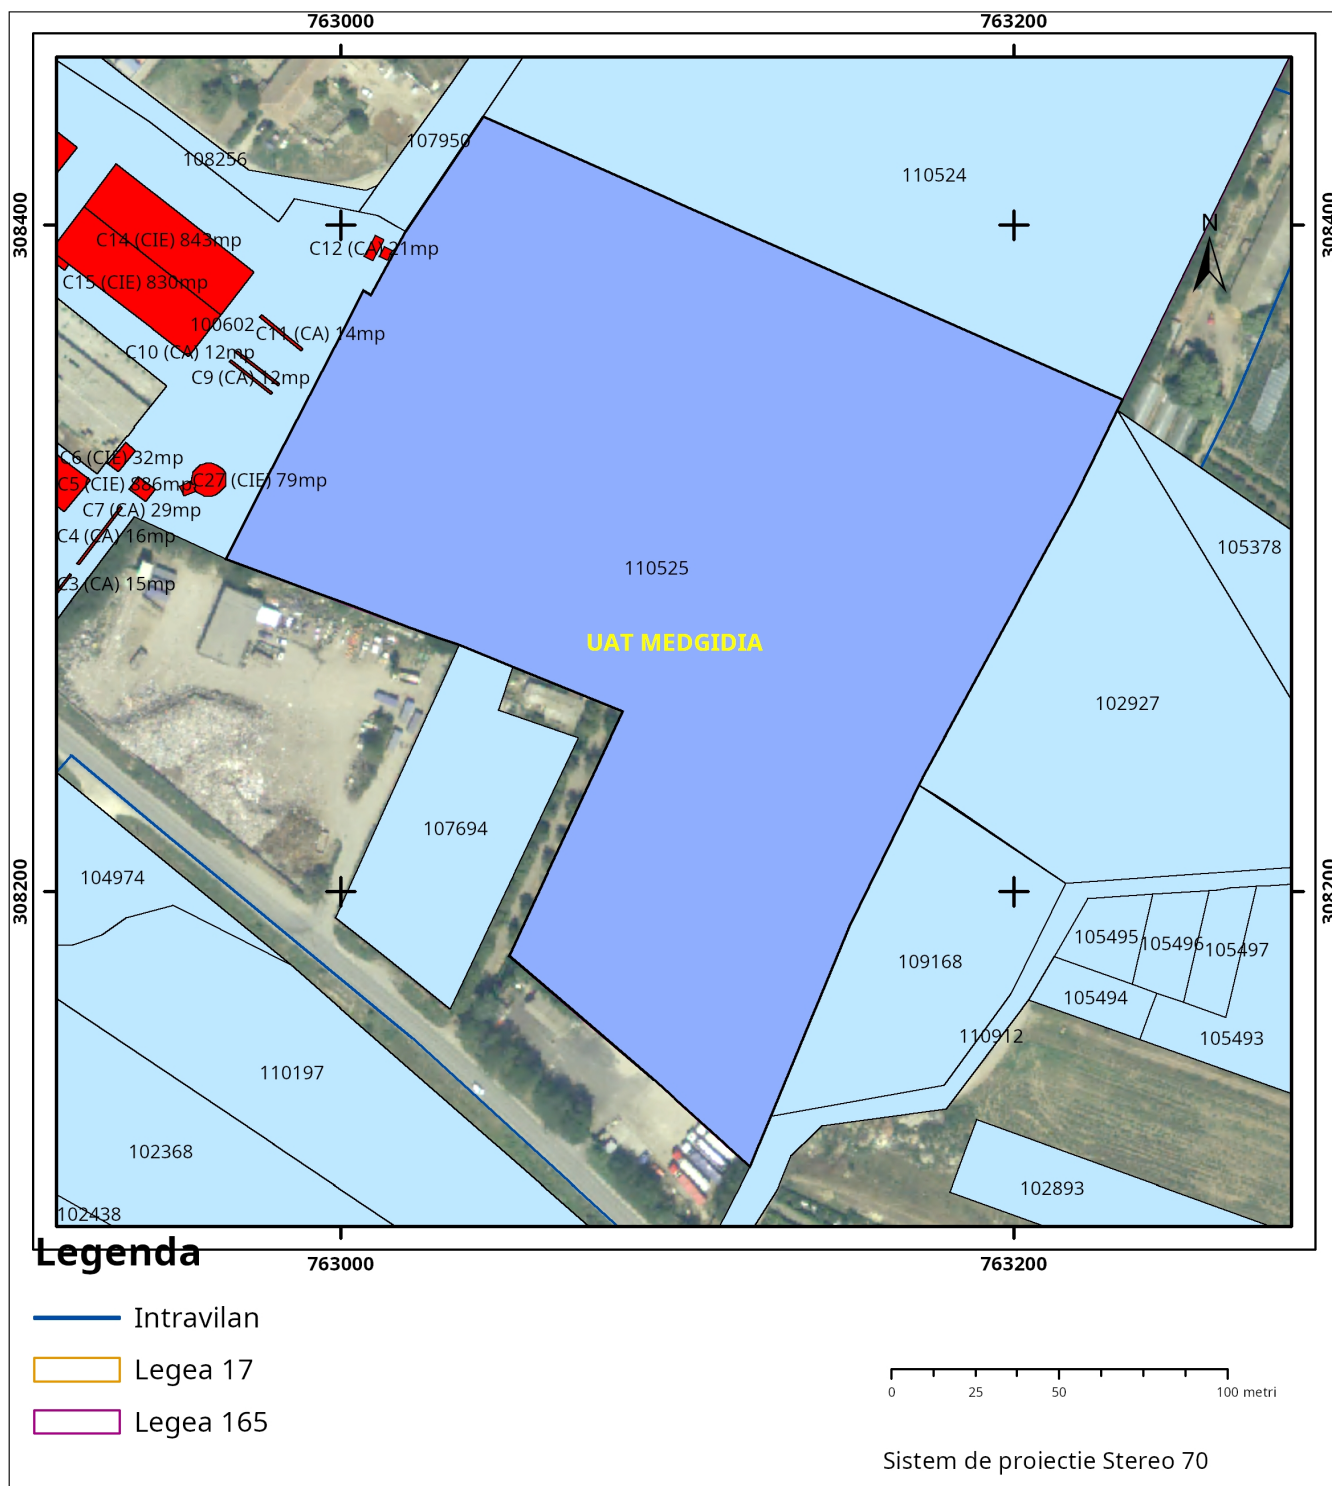 763000
763200
107950
108256
110524
308400
308400
N
C14 (CIE) 843mp
C12 (CA) 21mp
C15 (CIE) 830mp
100602
C11 (CA) 14mp
C10 (CA) 12mp
C9 (CA) 12mp
C6 (CIE) 32mp
C27 (CIE) 79mp
C5 (CIE) 886mp
C7 (CA) 29mp
C4 (CA) 16mp
105378
110525
C3 (CA) 15mp
UAT MEDGIDIA
102927
107694
104974
308200
308200
105495
105496
105497
109168
105494
110912
105493
110197
102368
102893
102438
Legenda
763000
763200
Intravilan
Legea 17
Legea 165
0 25 50 100 metri
Sistem de proiectie Stereo 70